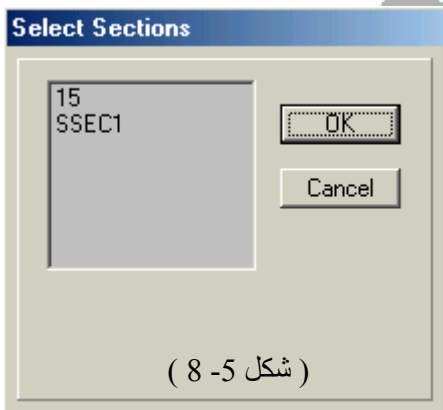 Select Sections
15
SSEC1
OK
Cancel
( شكل 5- 8 )